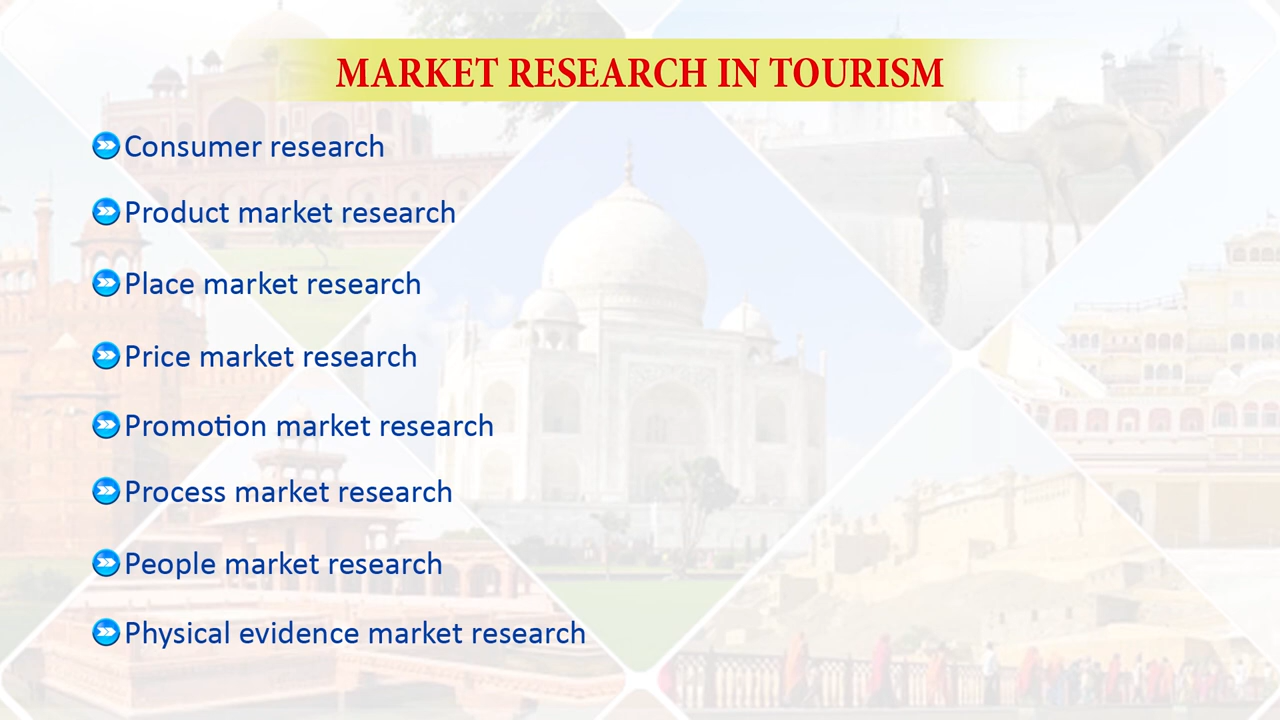 MARKET RESEARCH IN TOURISM
Consumer research
Product market research
Place market research
Price market research
Promotion market research
Process market research
People market research
Physical evidence market research